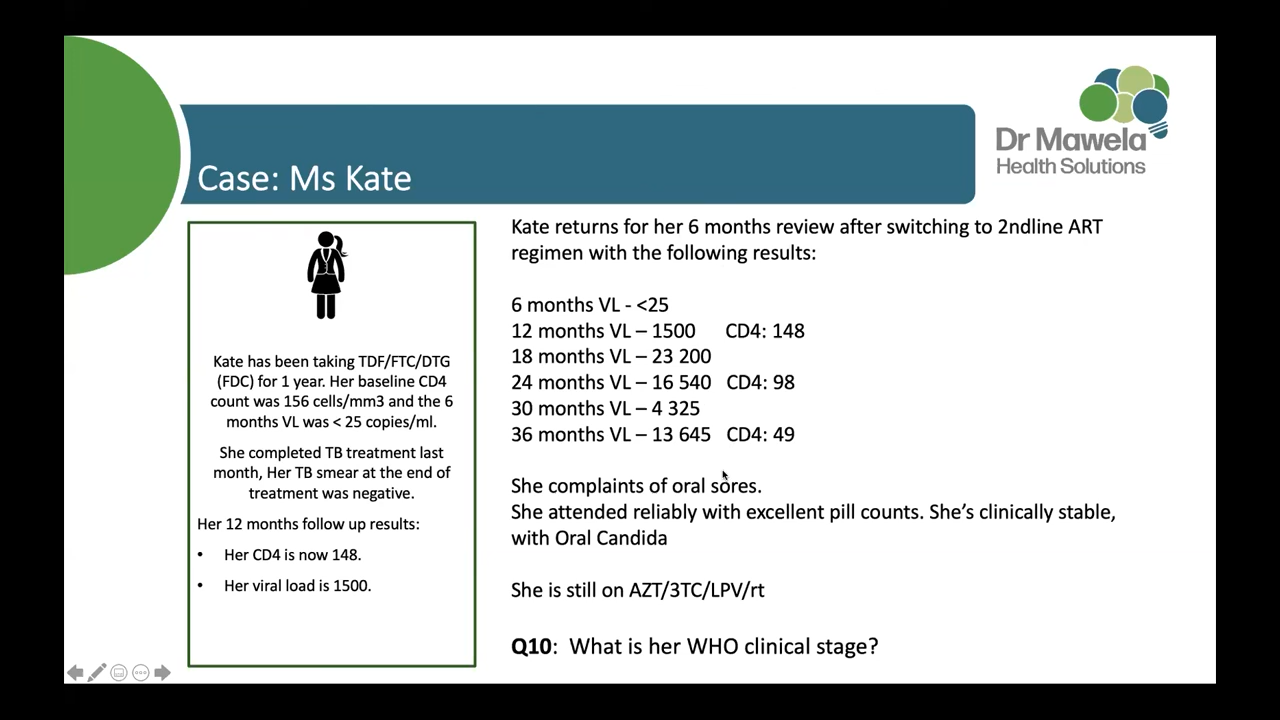 Dr Mawela
Health Solutions
Case: Ms Kate
Kate has been taking TDF/FTC/DTG
(FDC) for 1 year. Her baseline CD4
count was 156 cells/mm3 and the 6
months VL was < 25 copies/ml.
She completed TB treatment last
month, Her TB smear at the end of
treatment was negative.
Her 12 months follow up results:
• Her CD4 is now 148.
• Her viral load is 1500.
Kate returns for her 6 months review after switching to 2ndline ART
regimen with the following results:
6 months VL - <25
12 months VL – 1500 CD4: 148
18 months VL – 23 200
24 months VL – 16 540 CD4: 98
30 months VL – 4 325
36 months VL – 13 645 CD4: 49
She complaints of oral sores.
She attended reliably with excellent pill counts. She's clinically stable,
with Oral Candida
She is still on AZT/3TC/LPV/rt
Q10: What is her WHO clinical stage?